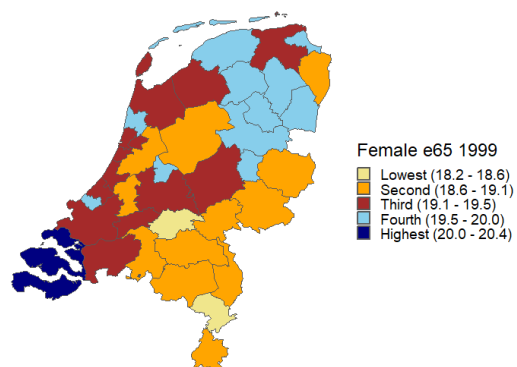 Female e65 1999
Lowest (18.2 - 18.6)
Second (18.6 - 19.1)
Third (19.1 - 19.5)
Fourth (19.5 - 20.0)
Highest (20.0 - 20.4)